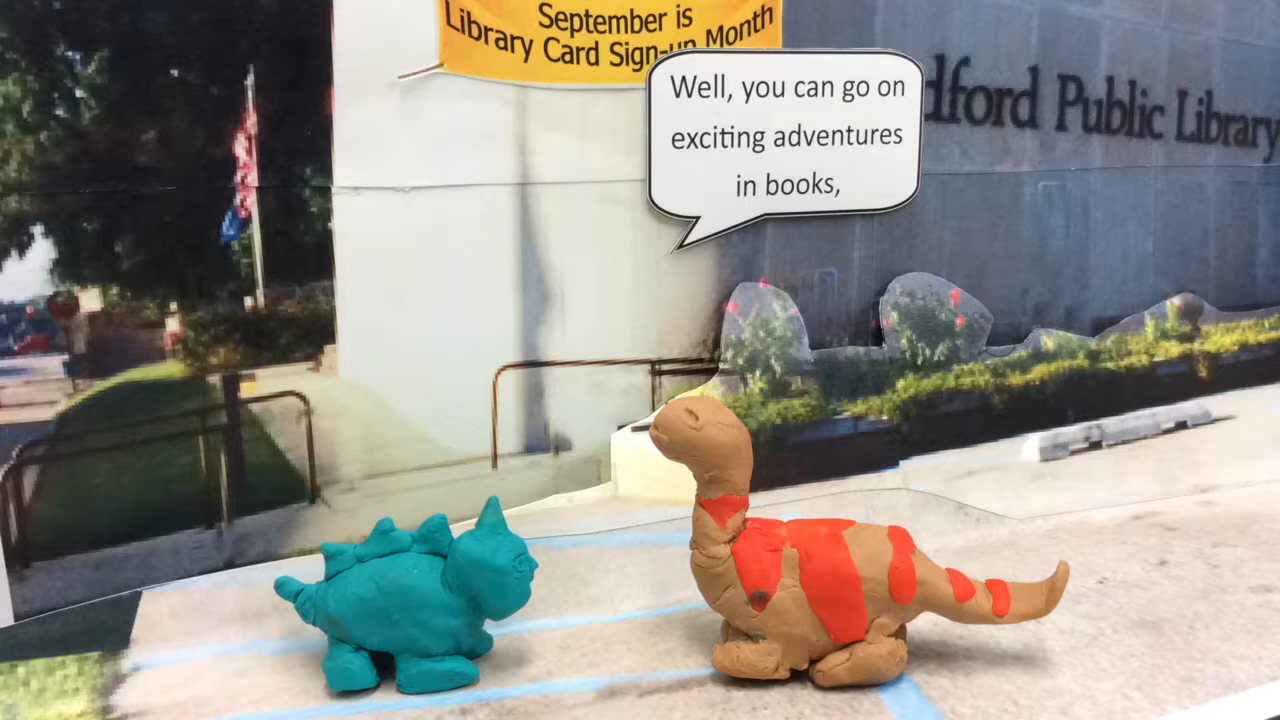 September is
Library Card Sign-up Month
Well, you can go on
exciting adventures
in books,
dford Public Library